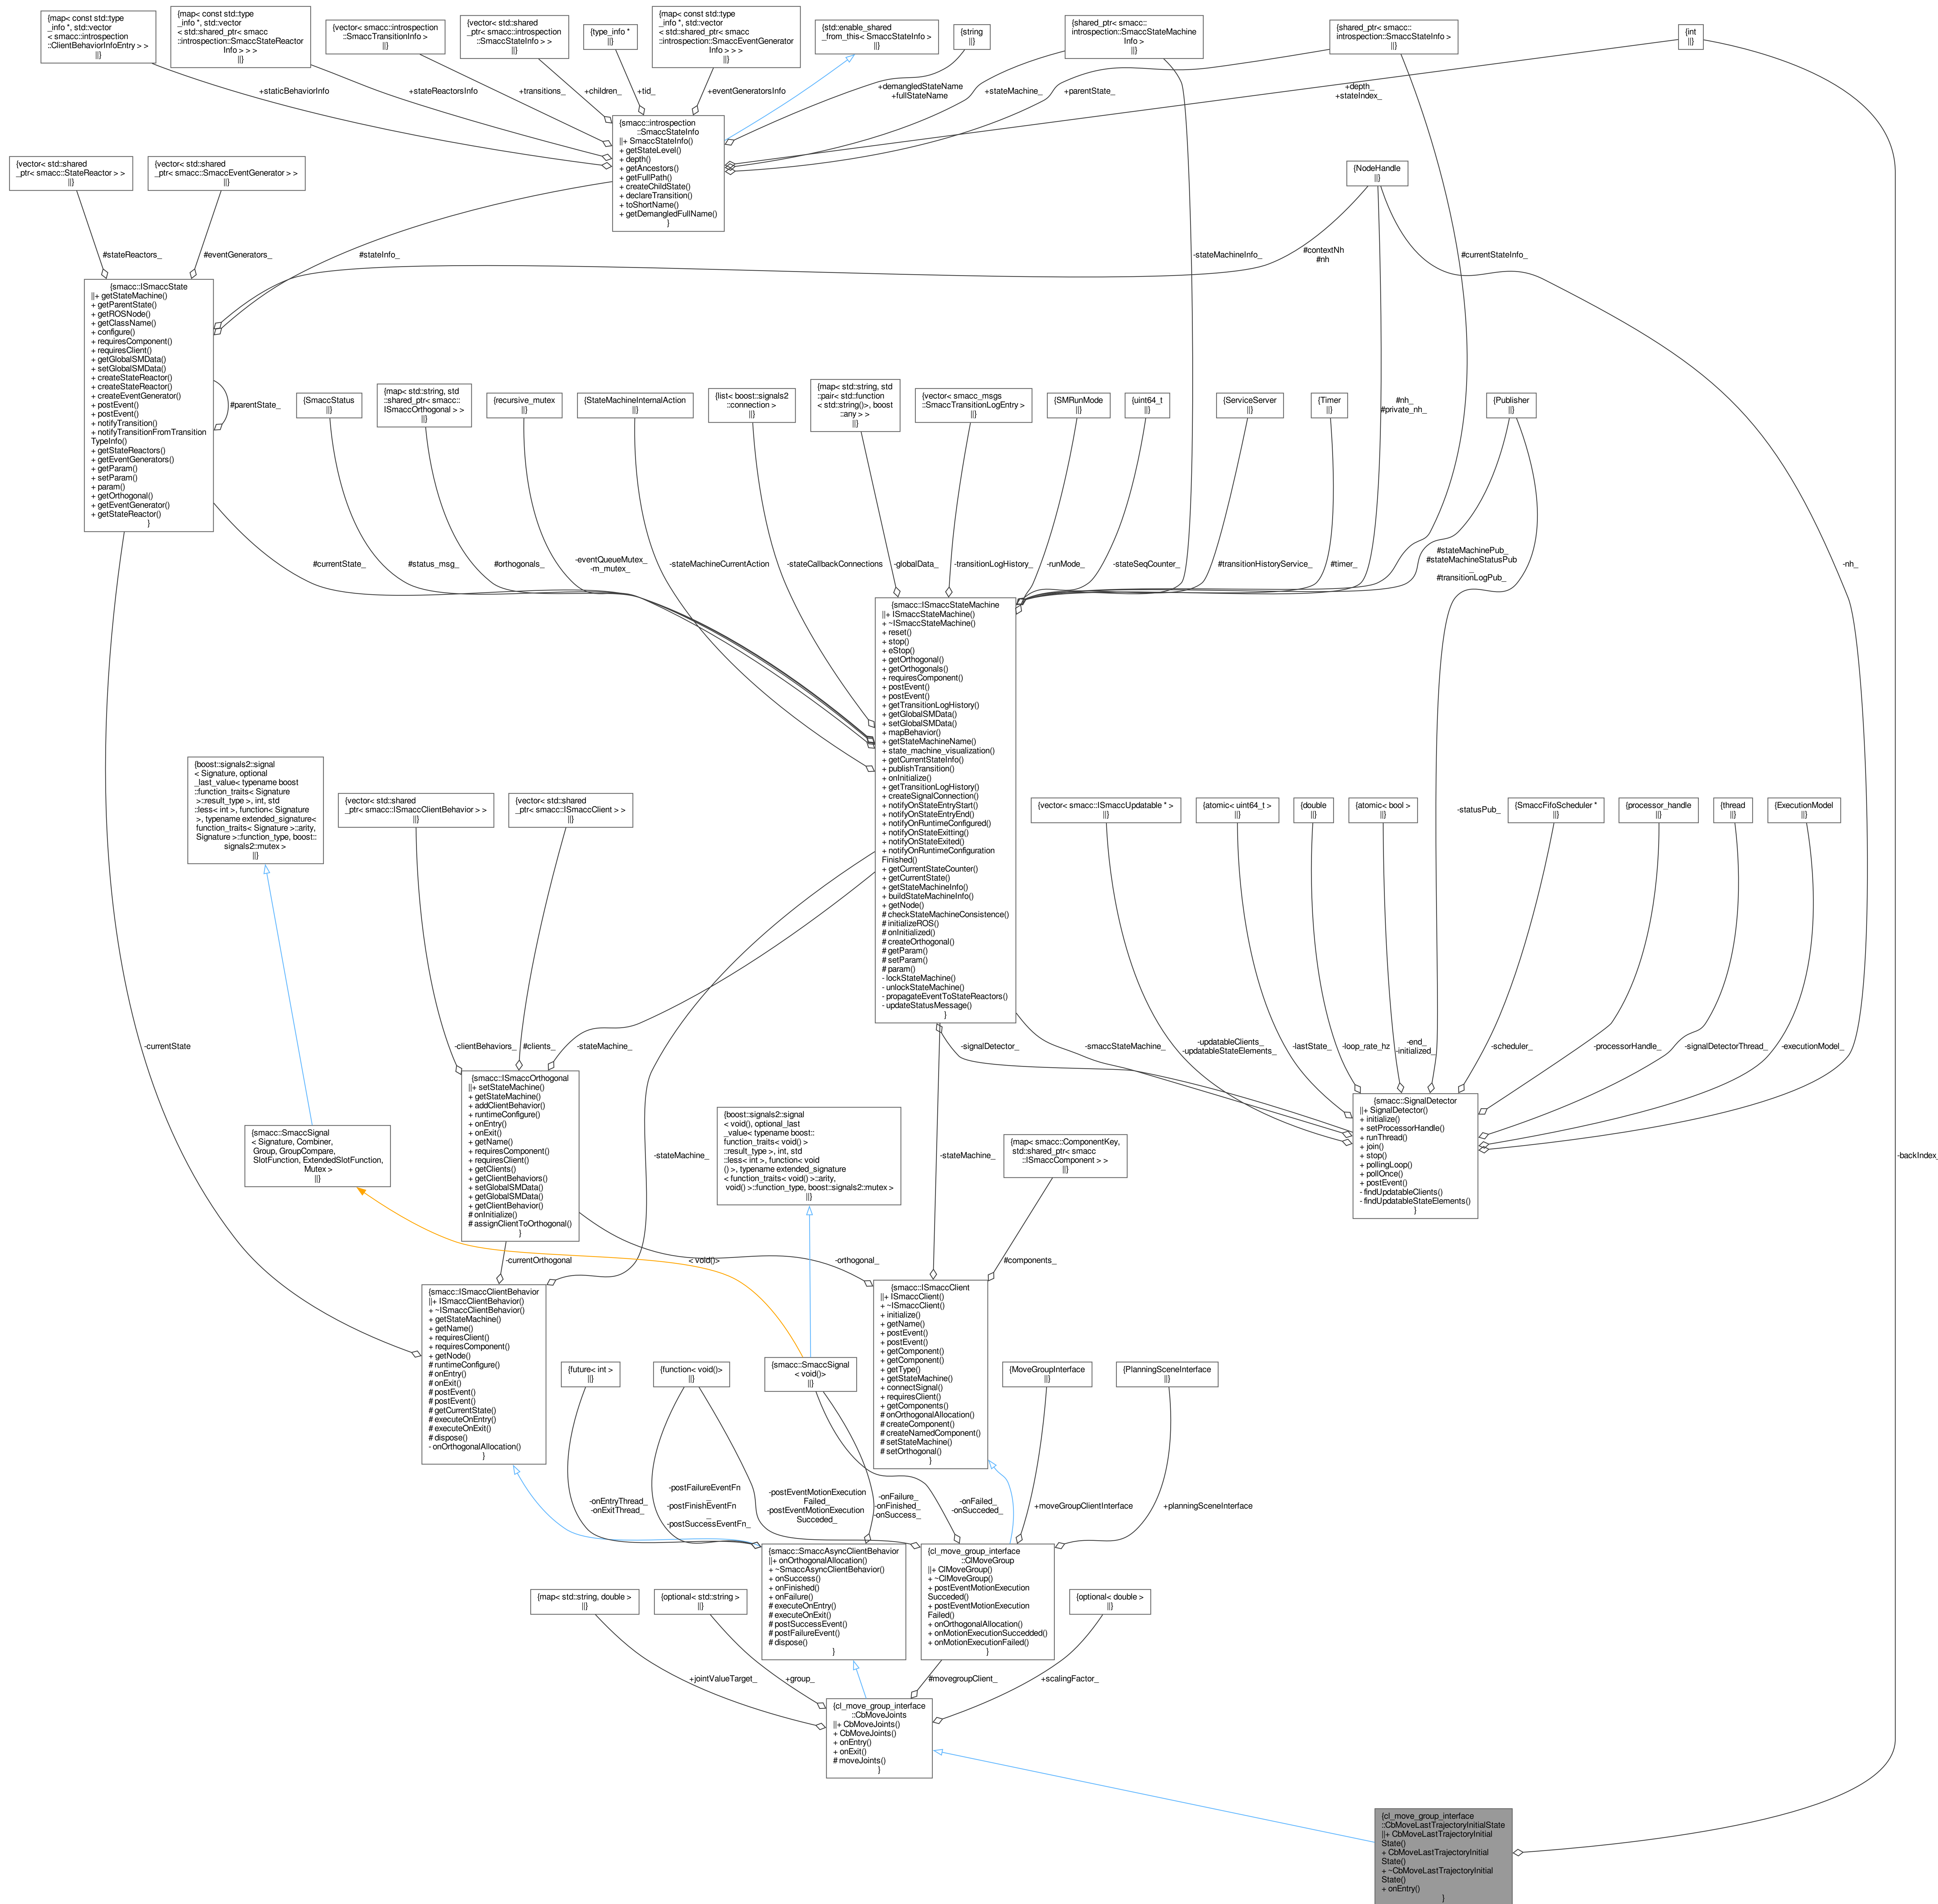 {map< const std::type
_info *, std::vector
< smacc::introspection
::ClientBehaviorInfoEntry > >
||}
{map< const std::type
_info *, std::vector
< std::shared_ptr< smacc
::introspection::SmaccStateReactor
Info > > >
||}
{vector< smacc::introspection
::SmaccTransitionInfo >
||}
{vector< std::shared
_ptr< smacc::introspection
::SmaccStateInfo > >
||}
{type_info *
||}
{map< const std::type
_info *, std::vector
< std::shared_ptr< smacc
::introspection::SmaccEventGenerator
Info > > >
||}
{std::enable_shared
_from_this< SmaccStateInfo >
||}
{string
||}
{shared_ptr< smacc::
introspection::SmaccStateMachine
Info >
||}
{shared_ptr< smacc::
introspection::SmaccStateInfo >
||}
{int
||}
+staticBehaviorInfo
+stateReactorsInfo
+transitions_
+children_
+tid_
+eventGeneratorsInfo
+demangledStateName
+fullStateName
+stateMachine_
+parentState_
+depth_
+stateIndex_
{smacc::introspection
::SmaccStateInfo
||+ SmaccStateInfo()
+ getStateLevel()
+ depth()
+ getAncestors()
+ getFullPath()
+ createChildState()
+ declareTransition()
+ toShortName()
+ getDemangledFullName()
}
{vector< std::shared
_ptr< smacc::StateReactor > >
||}
{vector< std::shared
_ptr< smacc::SmaccEventGenerator > >
||}
{NodeHandle
||}
#stateReactors_
#eventGenerators_
#stateInfo_
#contextNh
#nh
-stateMachineInfo_
#currentStateInfo_
{smacc::ISmaccState
||+ getStateMachine()
+ getParentState()
+ getROSNode()
+ getClassName()
+ configure()
+ requiresComponent()
+ requiresClient()
+ getGlobalSMData()
+ setGlobalSMData()
+ createStateReactor()
+ createStateReactor()
+ createEventGenerator()
+ postEvent()
+ postEvent()
+ notifyTransition()
+ notifyTransitionFromTransition
TypeInfo()
+ getStateReactors()
+ getEventGenerators()
+ getParam()
+ setParam()
+ param()
+ getOrthogonal()
+ getEventGenerator()
+ getStateReactor()
}
#parentState_
{SmaccStatus
||}
{map< std::string, std
::shared_ptr< smacc::
ISmaccOrthogonal > >
||}
{recursive_mutex
||}
{StateMachineInternalAction
||}
{list< boost::signals2
::connection >
||}
{map< std::string, std
::pair< std::function
< std::string()>, boost
::any > >
||}
{vector< smacc_msgs
::SmaccTransitionLogEntry >
||}
{SMRunMode
||}
{uint64_t
||}
{ServiceServer
||}
{Timer
||}
#nh_
#private_nh_
{Publisher
||}
#currentState_
#status_msg_
#orthogonals_
-eventQueueMutex_
-m_mutex_
-stateMachineCurrentAction
-stateCallbackConnections
-globalData_
-transitionLogHistory_
-runMode_
-stateSeqCounter_
#transitionHistoryService_
#timer_
#stateMachinePub_
#stateMachineStatusPub
_
#transitionLogPub_
-nh_
{smacc::ISmaccStateMachine
||+ ISmaccStateMachine()
+ ~ISmaccStateMachine()
+ reset()
+ stop()
+ eStop()
+ getOrthogonal()
+ getOrthogonals()
+ requiresComponent()
+ postEvent()
+ postEvent()
+ getTransitionLogHistory()
+ getGlobalSMData()
+ setGlobalSMData()
+ mapBehavior()
+ getStateMachineName()
+ state_machine_visualization()
+ getCurrentStateInfo()
+ publishTransition()
+ onInitialize()
+ getTransitionLogHistory()
+ createSignalConnection()
+ notifyOnStateEntryStart()
+ notifyOnStateEntryEnd()
+ notifyOnRuntimeConfigured()
+ notifyOnStateExitting()
+ notifyOnStateExited()
+ notifyOnRuntimeConfiguration
Finished()
+ getCurrentStateCounter()
+ getCurrentState()
+ getStateMachineInfo()
+ buildStateMachineInfo()
+ getNode()
# checkStateMachineConsistence()
# initializeROS()
# onInitialized()
# createOrthogonal()
# getParam()
# setParam()
# param()
- lockStateMachine()
- unlockStateMachine()
- propagateEventToStateReactors()
- updateStatusMessage()
}
{boost::signals2::signal
< Signature, optional
_last_value< typename boost
::function_traits< Signature
>::result_type >, int, std
::less< int >, function< Signature
>, typename extended_signature<
function_traits< Signature >::arity,
Signature >::function_type, boost::
signals2::mutex >
||}
{vector< std::shared
_ptr< smacc::ISmaccClientBehavior > >
||}
{vector< std::shared
_ptr< smacc::ISmaccClient > >
||}
{vector< smacc::ISmaccUpdatable * >
||}
{atomic< uint64_t >
||}
{double
||}
{atomic< bool >
||}
-statusPub_
{SmaccFifoScheduler *
||}
{processor_handle
||}
{thread
||}
{ExecutionModel
||}
-currentState
-clientBehaviors_
#clients_
-stateMachine_
-signalDetector_
-smaccStateMachine_
-updatableClients_
-updatableStateElements_
-lastState_
-loop_rate_hz
-end_
-initialized_
-scheduler_
-processorHandle_
-signalDetectorThread_
-executionModel_
{smacc::ISmaccOrthogonal
||+ setStateMachine()
+ getStateMachine()
+ addClientBehavior()
+ runtimeConfigure()
+ onEntry()
+ onExit()
+ getName()
+ requiresComponent()
+ requiresClient()
+ getClients()
+ getClientBehaviors()
+ setGlobalSMData()
+ getGlobalSMData()
+ getClientBehavior()
# onInitialize()
# assignClientToOrthogonal()
}
{smacc::SignalDetector
||+ SignalDetector()
+ initialize()
+ setProcessorHandle()
+ runThread()
+ join()
+ stop()
+ pollingLoop()
+ pollOnce()
+ postEvent()
- findUpdatableClients()
- findUpdatableStateElements()
}
{smacc::SmaccSignal
< Signature, Combiner,
Group, GroupCompare,
SlotFunction, ExtendedSlotFunction,
Mutex >
||}
{boost::signals2::signal
< void(), optional_last
_value< typename boost::
function_traits< void() >
::result_type >, int, std
::less< int >, function< void
() >, typename extended_signature
< function_traits< void() >::arity,
void() >::function_type, boost::signals2::mutex >
||}
{map< smacc::ComponentKey,
std::shared_ptr< smacc
::ISmaccComponent > >
||}
-stateMachine_
-stateMachine_
-backIndex_
-currentOrthogonal
< void()>
-orthogonal_
#components_
{smacc::ISmaccClientBehavior
||+ ISmaccClientBehavior()
+ ~ISmaccClientBehavior()
+ getStateMachine()
+ getName()
+ requiresClient()
+ requiresComponent()
+ getNode()
# runtimeConfigure()
# onEntry()
# onExit()
# postEvent()
# postEvent()
# getCurrentState()
# executeOnEntry()
# executeOnExit()
# dispose()
- onOrthogonalAllocation()
}
{smacc::ISmaccClient
||+ ISmaccClient()
+ ~ISmaccClient()
+ initialize()
+ getName()
+ postEvent()
+ postEvent()
+ getComponent()
+ getComponent()
+ getType()
+ getStateMachine()
+ connectSignal()
+ requiresClient()
+ getComponents()
# onOrthogonalAllocation()
# createComponent()
# createNamedComponent()
# setStateMachine()
# setOrthogonal()
}
{future< int >
||}
{function< void()>
||}
{smacc::SmaccSignal
< void()>
||}
{MoveGroupInterface
||}
{PlanningSceneInterface
||}
-onEntryThread_
-onExitThread_
-postFailureEventFn
_
-postFinishEventFn
_
-postSuccessEventFn_
-postEventMotionExecution
Failed_
-postEventMotionExecution
Succeded_
-onFailure_
-onFinished_
-onSuccess_
-onFailed_
-onSucceded_
+moveGroupClientInterface
+planningSceneInterface
{smacc::SmaccAsyncClientBehavior
||+ onOrthogonalAllocation()
+ ~SmaccAsyncClientBehavior()
+ onSuccess()
+ onFinished()
+ onFailure()
# executeOnEntry()
# executeOnExit()
# postSuccessEvent()
# postFailureEvent()
# dispose()
}
{cl_move_group_interface
::ClMoveGroup
||+ ClMoveGroup()
+ ~ClMoveGroup()
+ postEventMotionExecution
Succeded()
+ postEventMotionExecution
Failed()
+ onOrthogonalAllocation()
+ onMotionExecutionSuccedded()
+ onMotionExecutionFailed()
}
{map< std::string, double >
||}
{optional< std::string >
||}
{optional< double >
||}
+jointValueTarget_
+group_
#movegroupClient_
+scalingFactor_
{cl_move_group_interface
::CbMoveJoints
||+ CbMoveJoints()
+ CbMoveJoints()
+ onEntry()
+ onExit()
# moveJoints()
}
{cl_move_group_interface
::CbMoveLastTrajectoryInitialState
||+ CbMoveLastTrajectoryInitial
State()
+ CbMoveLastTrajectoryInitial
State()
+ ~CbMoveLastTrajectoryInitial
State()
+ onEntry()
}